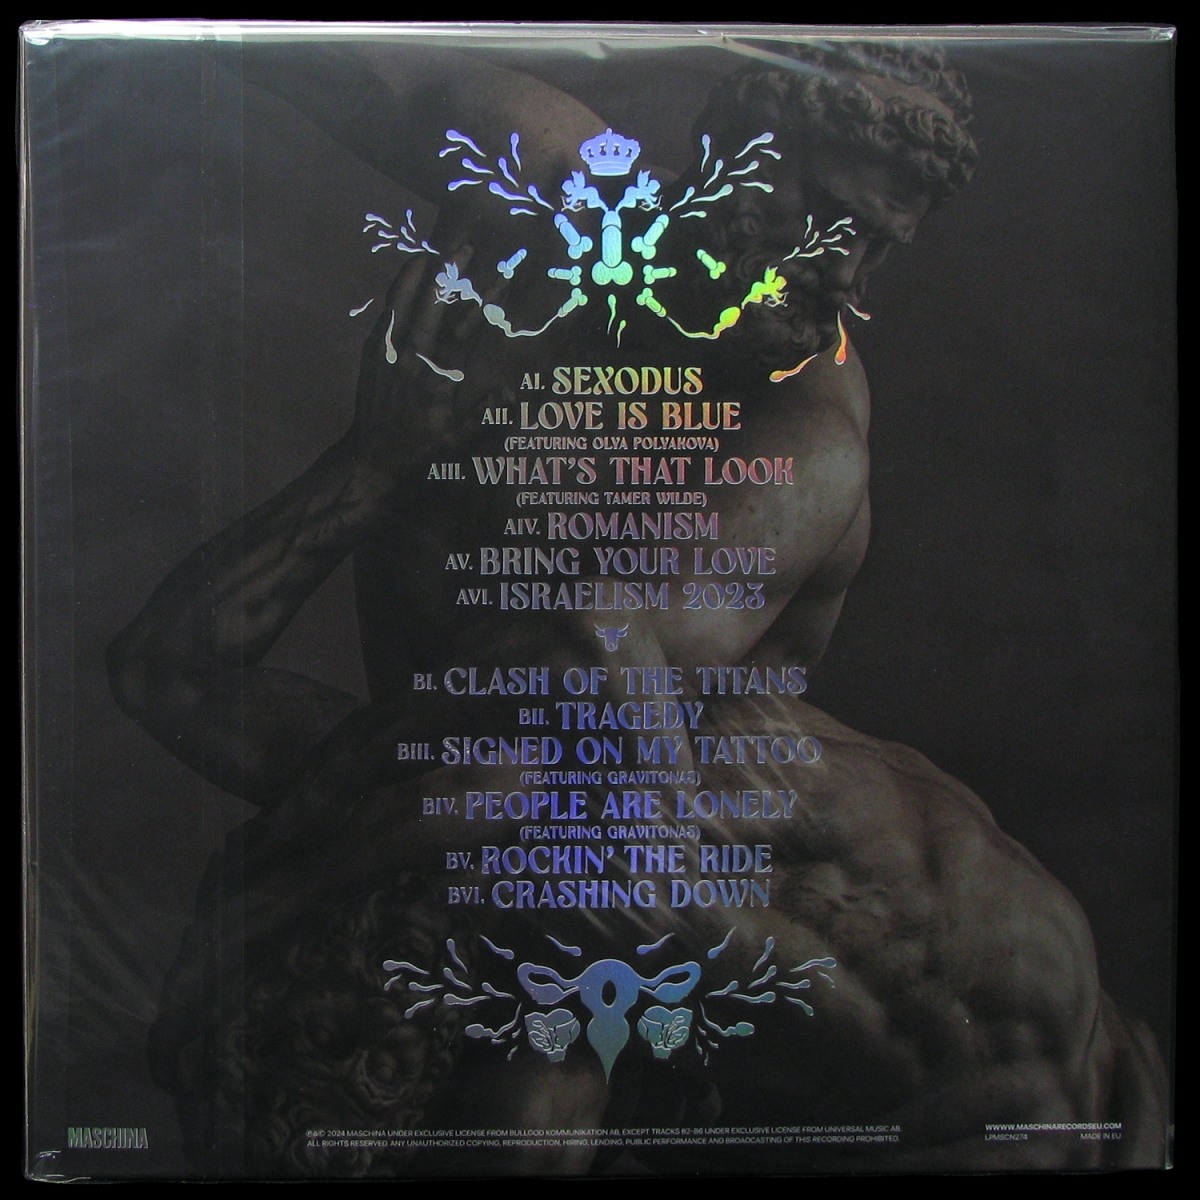 AI. SEXODUS
AII. LOVE IS BLUE
(FEATURING OLYA POLYAKOVA)
AIII. WHAT'S THAT LOOK
(FEATURING TAMER WILDE)
AIV. ROMANISM
AV. BRING YOUR LOVE
AVI. ISRAELISM 2023
BI. CLASH OF THE TITANS
BII. TRAGEDY
BIII. SIGNED ON MY TATTOO
(FEATURING GRAVITONAS)
BIV. PEOPLE ARE LONELY
(FEATURING GRAVITONAS)
BV. ROCKIN' THE RIDE
BVI. CRASHING DOWN
MASCHINA
℗&© 2024 MASCHINA UNDER EXCLUSIVE LICENSE FROM BULLGOD KOMMUNIKATION AB, EXCEPT TRACKS B2-B6 UNDER EXCLUSIVE LICENSE FROM UNIVERSAL MUSIC AB.
ALL RIGHTS RESERVED. ANY UNAUTHORIZED COPYING, REPRODUCTION, HIRING, LENDING, PUBLIC PERFORMANCE AND BROADCASTING OF THIS RECORDING PROHIBITED.
WWW.MASCHINARECORDSEU.COM
LPMSCN274 MADE IN EU